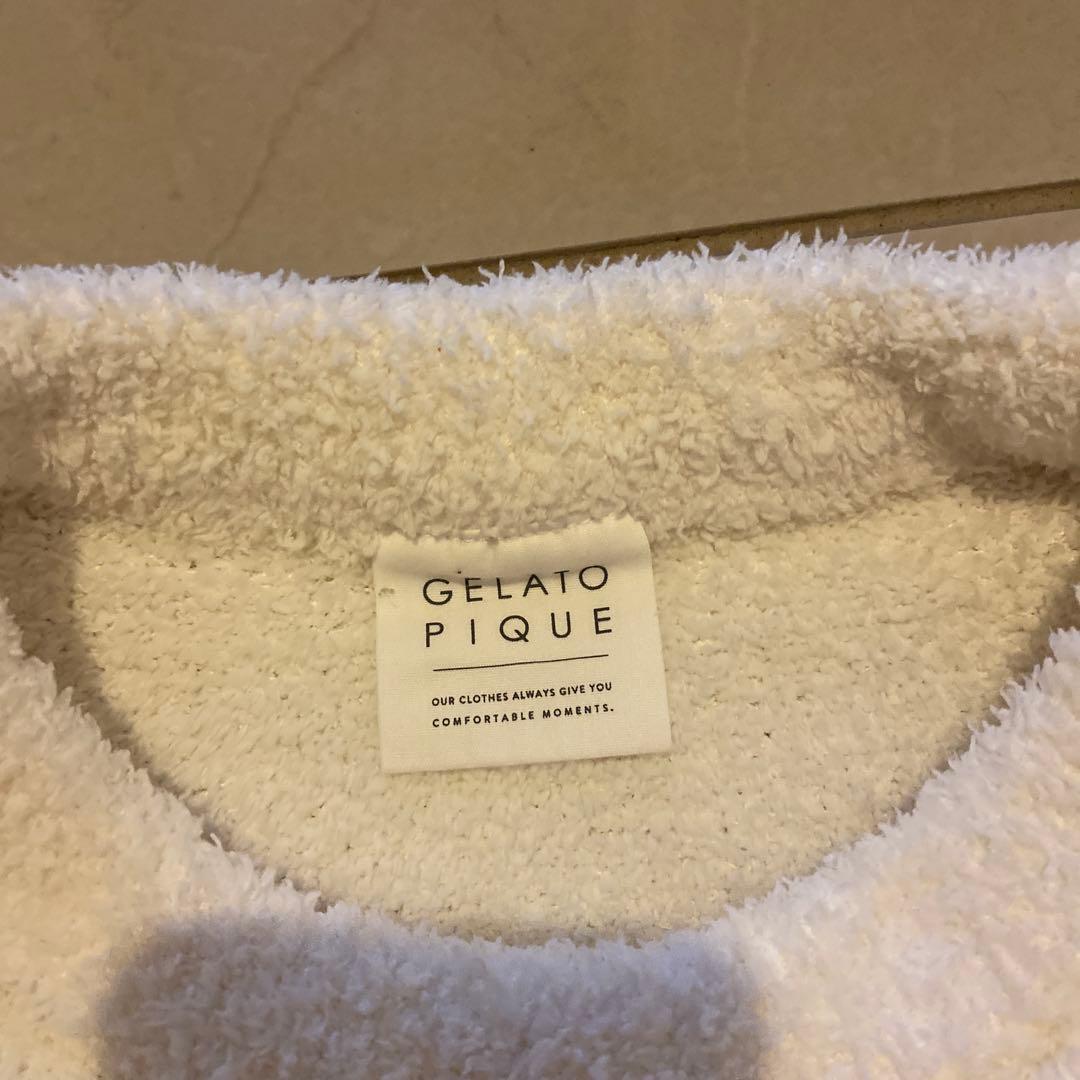 GELATO
PIQUE
OUR CLOTHES ALWAYS GIVE YOU
COMFORTABLE MOMENTS.